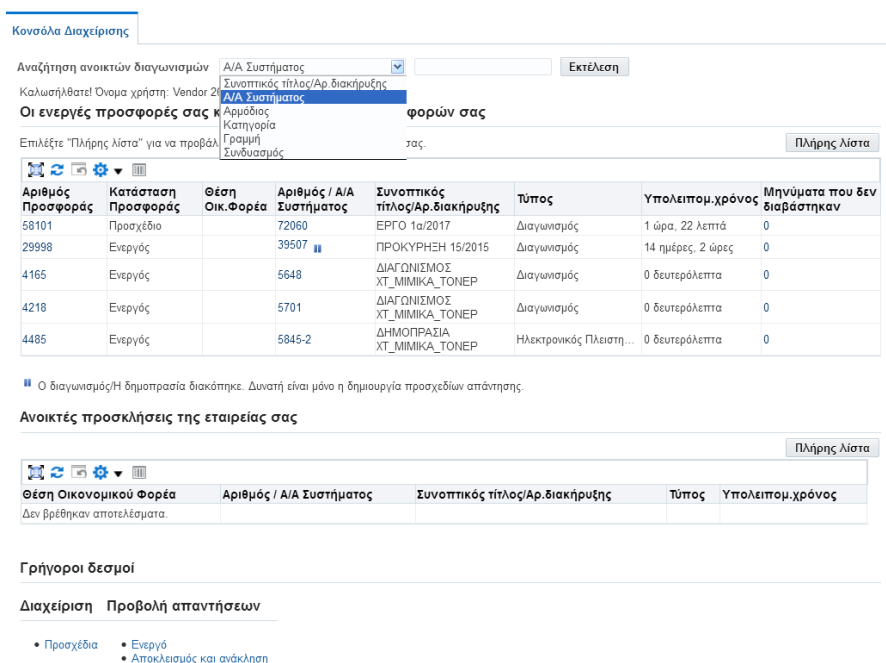 Κονσόλα Διαχείρισης
Αναζήτηση ανοικτών διαγωνισμών Α/Α Συστήματος Εκτέλεση
Συνοπτικός τίτλος/Αρ.διακήρυξης
Καλωσήλθατε! Όνομα χρήστη: Vendor 2 Α/Α Συστήματος
Οι ενεργές προσφορές σας κ Αρμόδιος φορών σας
Κατηγορία
Επιλέξτε "Πλήρης λίστα" για να προβάλ Γραμμή σας. Πλήρης λίστα
Συνδυασμός
Αριθμός Προσφοράς Κατάσταση Προσφοράς Θέση Οικ.Φορέα Αριθμός / Α/Α Συστήματος Συνοπτικός τίτλος/Αρ.διακήρυξης Τύπος Υπολειπομ.χρόνος Μηνύματα που δεν διαβάστηκαν
58101 Προσχέδιο 72060 ΕΡΓΟ 1α/2017 Διαγωνισμός 1 ώρα, 22 λεπτά 0
29998 Ενεργός 39507 ΠΡΟΚΥΡΗΞΗ 15/2015 Διαγωνισμός 14 ημέρες, 2 ώρες 0
4165 Ενεργός 5648 ΔΙΑΓΩΝΙΣΜΟΣ XT_MIMIKA_ΤΟΝΕΡ Διαγωνισμός 0 δευτερόλεπτα 0
4218 Ενεργός 5701 ΔΙΑΓΩΝΙΣΜΟΣ XT_MIMIKA_ΤΟΝΕΡ Διαγωνισμός 0 δευτερόλεπτα 0
4485 Ενεργός 5845-2 ΔΗΜΟΠΡΑΣΙΑ XT_MIMIKA_ΤΟΝΕΡ Ηλεκτρονικός Πλειστη... 0 δευτερόλεπτα 0
Ο διαγωνισμός/Η δημοπρασία διακόπηκε. Δυνατή είναι μόνο η δημιουργία προσχεδίων απάντησης.
Ανοικτές προσκλήσεις της εταιρείας σας
Πλήρης λίστα
Θέση Οικονομικού Φορέα Αριθμός / Α/Α Συστήματος Συνοπτικός τίτλος/Αρ.διακήρυξης Τύπος Υπολειπομ.χρόνος
Δεν βρέθηκαν αποτελέσματα.
Γρήγοροι δεσμοί
Διαχείριση Προβολή απαντήσεων
• Προσχέδια • Ενεργό
• Αποκλεισμός και ανάκληση